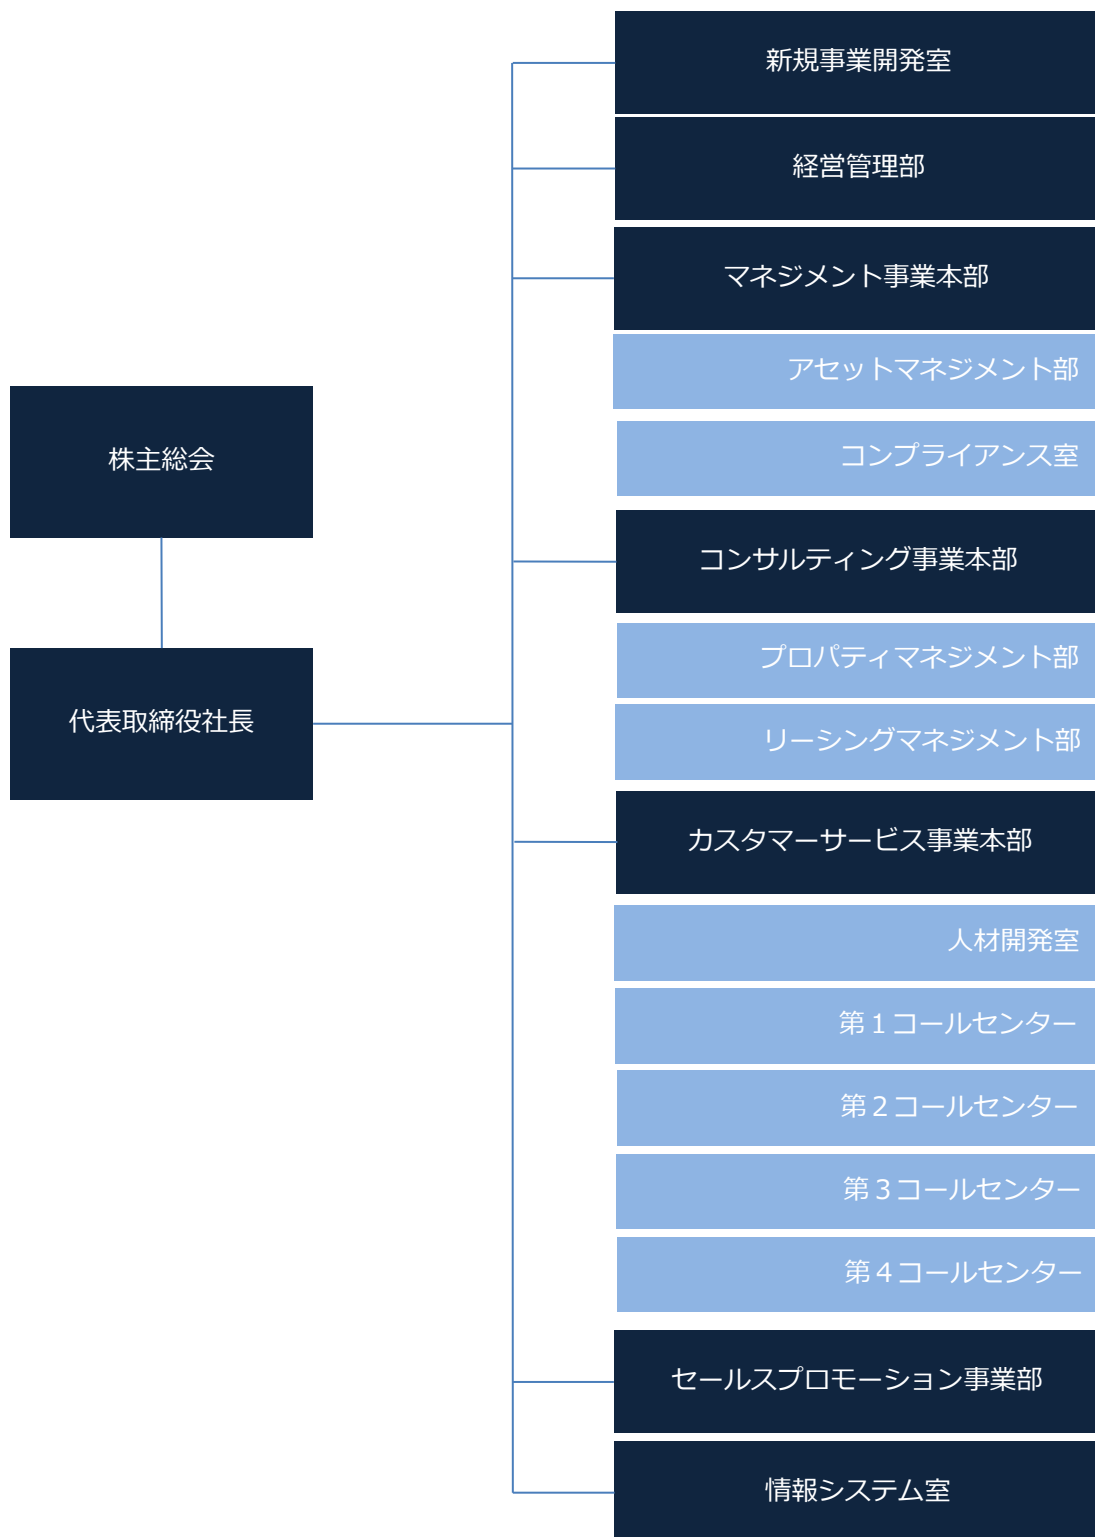 株主総会
代表取締役社長
新規事業開発室
経営管理部
マネジメント事業本部
アセットマネジメント部
コンプライアンス室
コンサルティング事業本部
プロパティマネジメント部
リーシングマネジメント部
カスタマーサービス事業本部
人材開発室
第１コールセンター
第２コールセンター
第３コールセンター
第４コールセンター
セールスプロモーション事業部
情報システム室